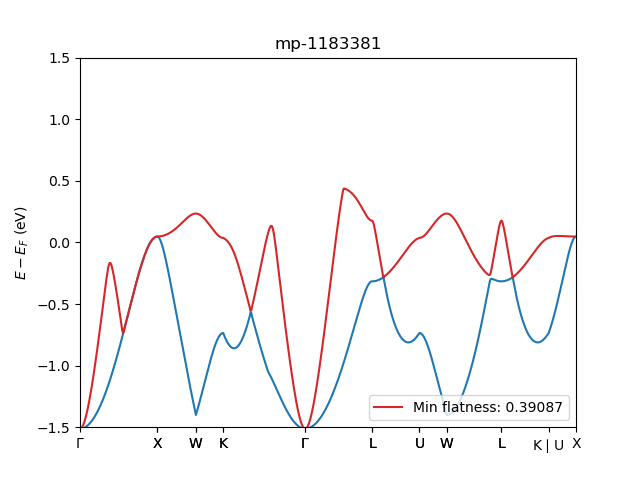 mp-1183381
1.5
1.0
0.5
0.0
−0.5
−1.0
−1.5
E − E_F (eV)
Min flatness: 0.39087
Γ X W K Γ L U W L K | U X